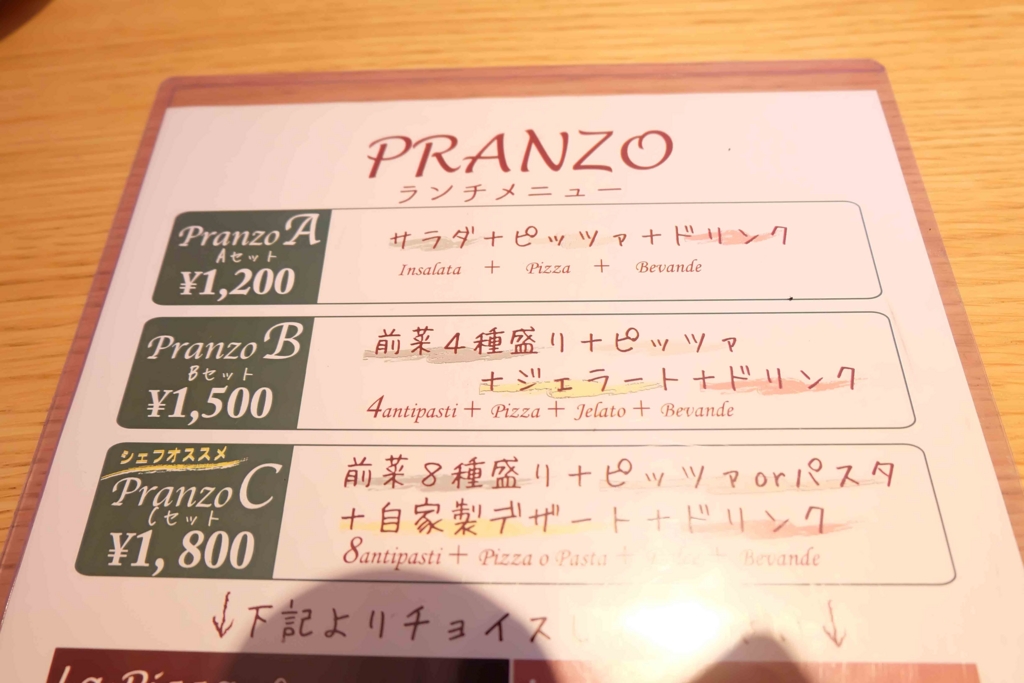 PRANZO
ランチメニュー
Pranzo A
Aセット
¥1,200
サラダ+ピッツァ+ドリンク
Insalata + Pizza + Bevande
Pranzo B
Bセット
¥1,500
前菜4種盛り+ピッツァ
+ジェラート+ドリンク
4antipasti + Pizza + Jelato + Bevande
シェフオススメ
Pranzo C
Cセット
¥1,800
前菜8種盛り+ピッツァorパスタ
+自家製デザート+ドリンク
8antipasti + Pizza o Pasta + + Bevande
↓下記よりチョイス ↓
La Pizza